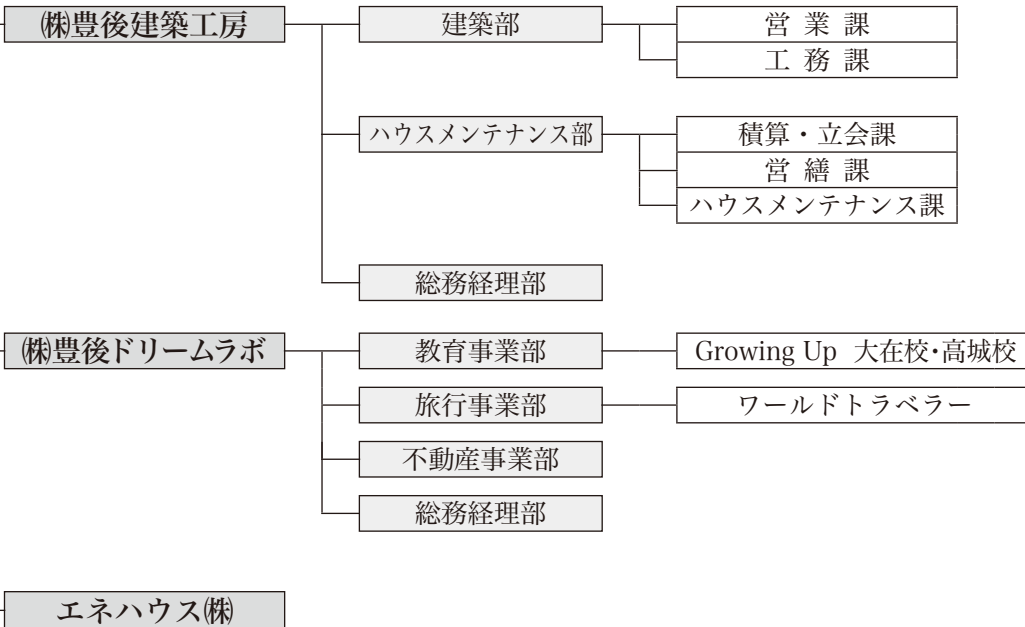 ㈱豊後建築工房
建築部
営業課
工務課
ハウスメンテナンス部
積算・立会課
営繕課
ハウスメンテナンス課
総務経理部
㈱豊後ドリームラボ
教育事業部
Growing Up 大在校・高城校
旅行事業部
ワールドトラベラー
不動産事業部
総務経理部
エネハウス㈱